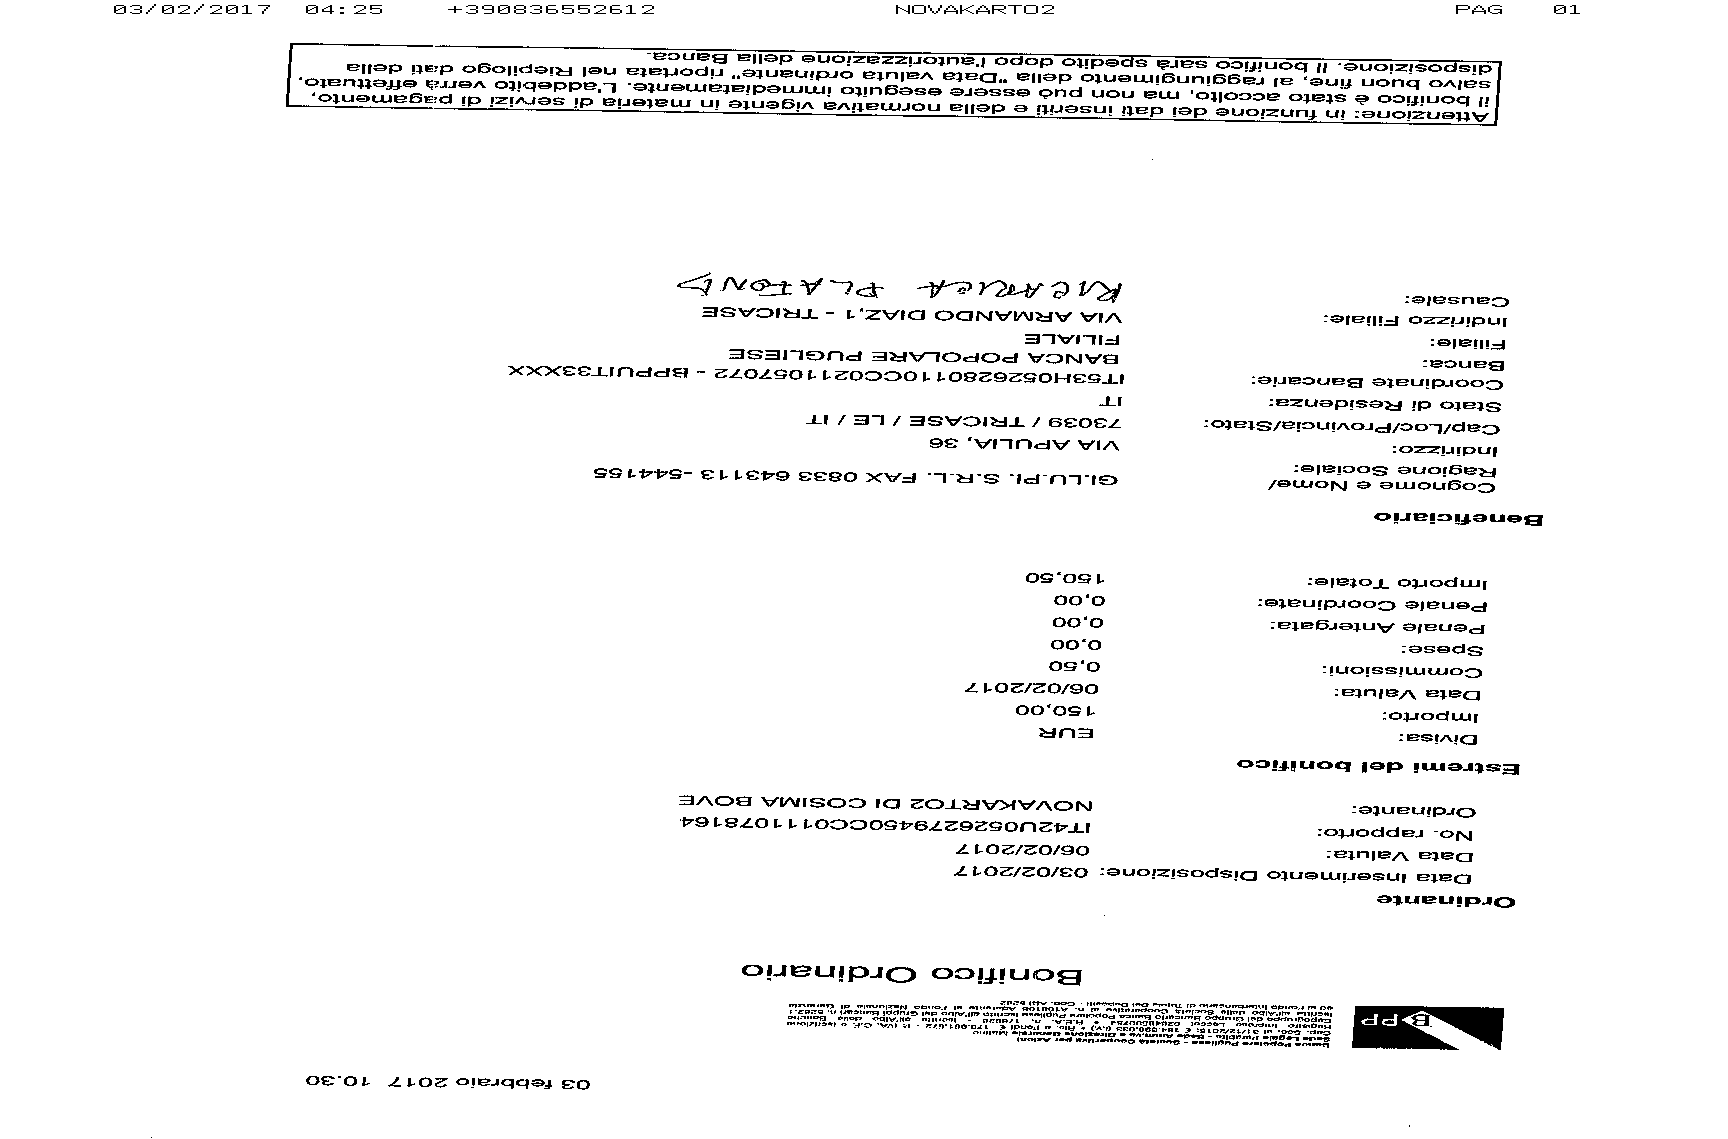 03/02/2017 04:25 +390836552612 NOVAKARTO2 PAG 01
03 febbraio 2017 10.30
BPP
Banca Popolare Pugliese - Società Cooperativa per Azioni
Bonifico Ordinario
Ordinante
Data Inserimento Disposizione: 03/02/2017
Data Valuta: 06/02/2017
No. rapporto: IT42U0526279450CC0111078164
Ordinante: NOVAKARTO2 DI COSIMA BOVE
Estremi del bonifico
Divisa: EUR
Importo: 150,00
Data Valuta: 06/02/2017
Commissioni: 0,50
Spese: 0,00
Penale Antergata: 0,00
Penale Coordinate: 0,00
Importo Totale: 150,50
Beneficiario
Cognome e Nome/
Ragione Sociale: GI.LU.PI. S.R.L. FAX 0833 643113 -544155
Indirizzo: VIA APULIA, 36
Cap/Loc/Provincia/Stato: 73039 / TRICASE / LE / IT
Stato di Residenza: IT
Coordinate Bancarie: IT53H0526280110CC0211057072 - BPPUIT33XXX
Banca: BANCA POPOLARE PUGLIESE
Filiale: FILIALE
Indirizzo Filiale: VIA ARMANDO DIAZ,1 - TRICASE
Causale: RICARICA PLATOND
Attenzione: in funzione dei dati inseriti e della normativa vigente in materia di servizi di pagamento,
il bonifico è stato accolto, ma non può essere eseguito immediatamente. L'addebito verrà effettuato,
salvo buon fine, al raggiungimento della "Data valuta ordinante" riportata nel Riepilogo dati della
disposizione. Il bonifico sarà spedito dopo l'autorizzazione della Banca.